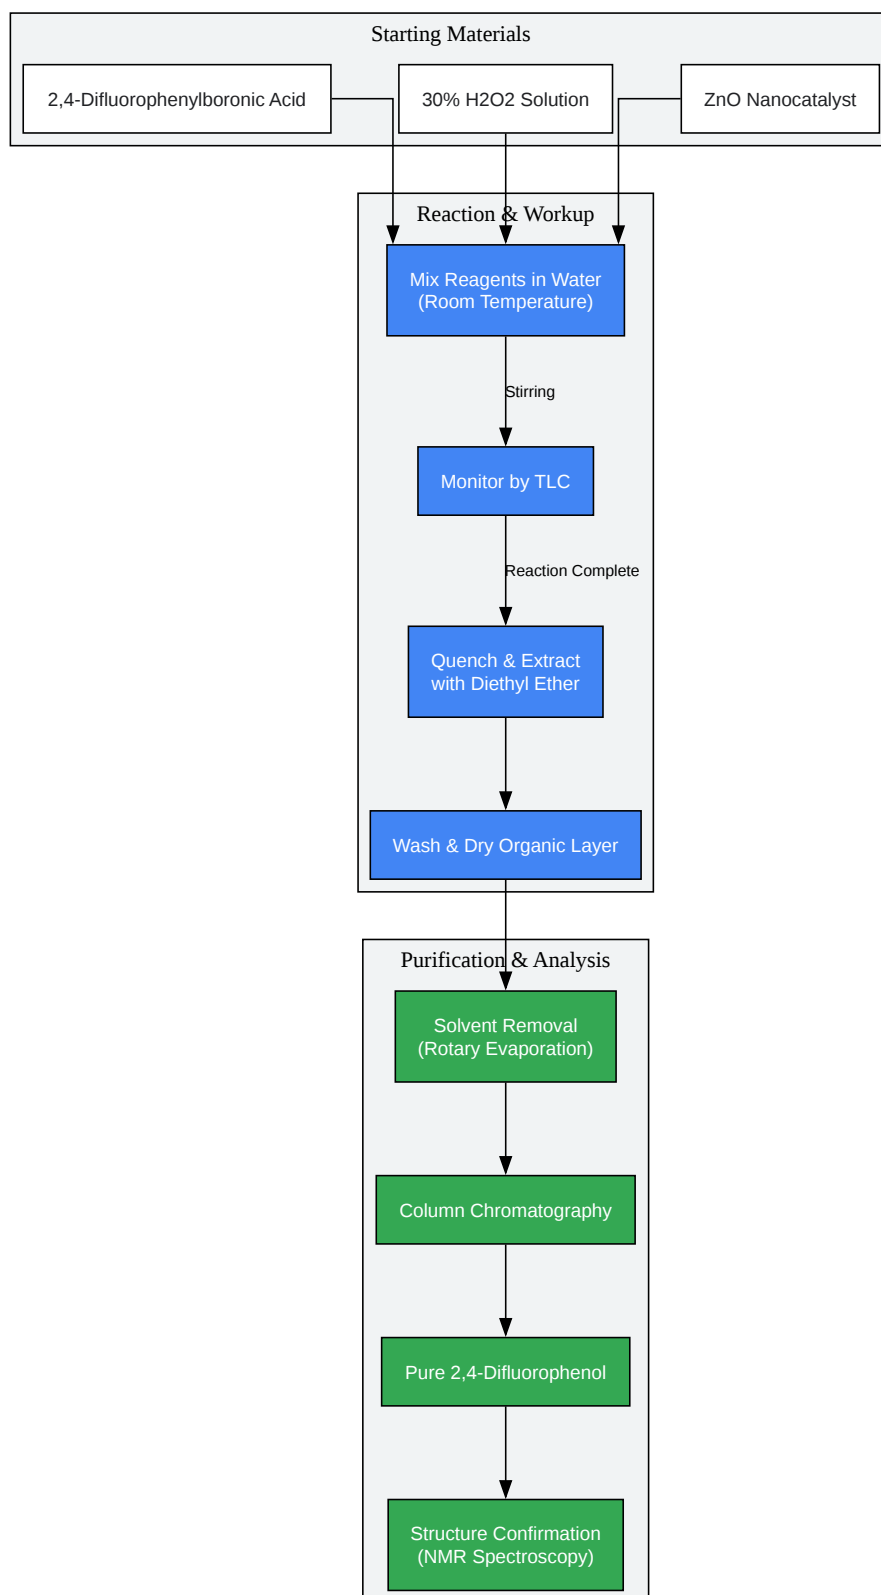 Starting Materials
2,4-Difluorophenylboronic Acid
30% H2O2 Solution
ZnO Nanocatalyst
Reaction & Workup
Mix Reagents in Water
(Room Temperature)
Stirring
Monitor by TLC
Reaction Complete
Quench & Extract
with Diethyl Ether
Wash & Dry Organic Layer
Purification & Analysis
Solvent Removal
(Rotary Evaporation)
Column Chromatography
Pure 2,4-Difluorophenol
Structure Confirmation
(NMR Spectroscopy)